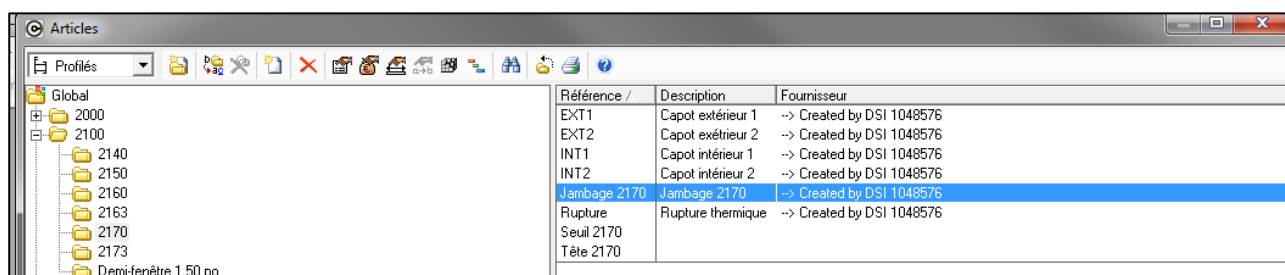 Articles
Profilés
Global
2000
2100
2140
2150
2160
2163
2170
2173
Demi-fenêtre 1.50 po
Référence / Description Fournisseur
EXT1 Capot extérieur 1 --> Created by DSI 1048576
EXT2 Capot exétrieur 2 --> Created by DSI 1048576
INT1 Capot intérieur 1 --> Created by DSI 1048576
INT2 Capot intérieur 2 --> Created by DSI 1048576
Jambage 2170 Jambage 2170 --> Created by DSI 1048576
Rupture Rupture thermique --> Created by DSI 1048576
Seuil 2170
Tête 2170